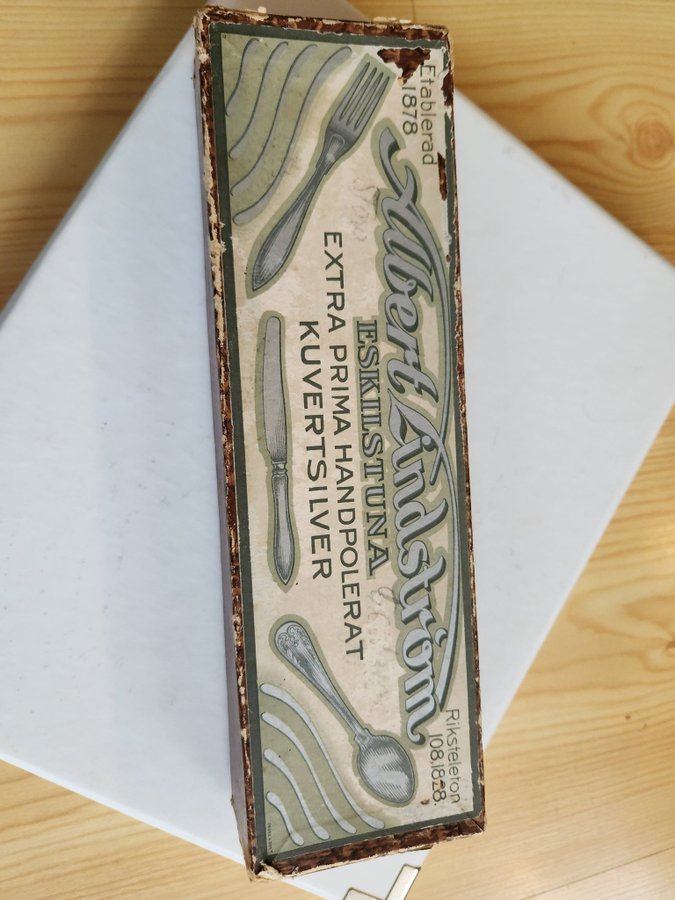 Etablerad
1878
Albert Lindström
ESKILSTUNA
EXTRA PRIMA HANDPOLERAT
KUVERTSILVER
Rikstelefon
108,1828.